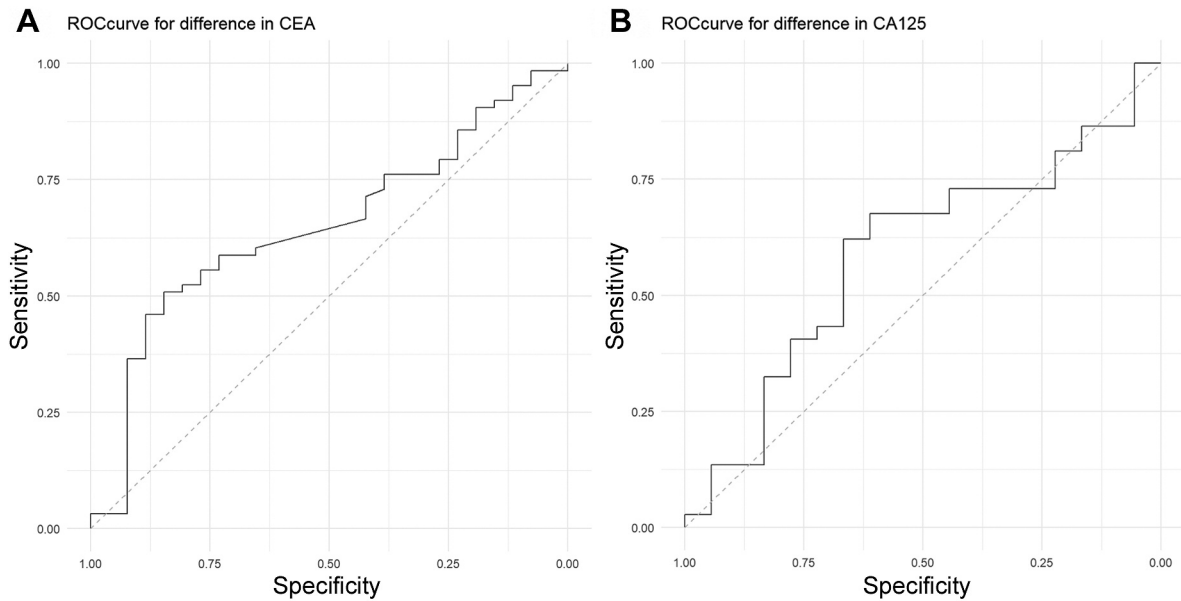 A ROCcurve for difference in CEA
1.00
0.75
0.50
0.25
0.00
Sensitivity
1.00 0.75 0.50 0.25 0.00
Specificity
B ROCcurve for difference in CA125
1.00
0.75
0.50
0.25
0.00
Sensitivity
1.00 0.75 0.50 0.25 0.00
Specificity